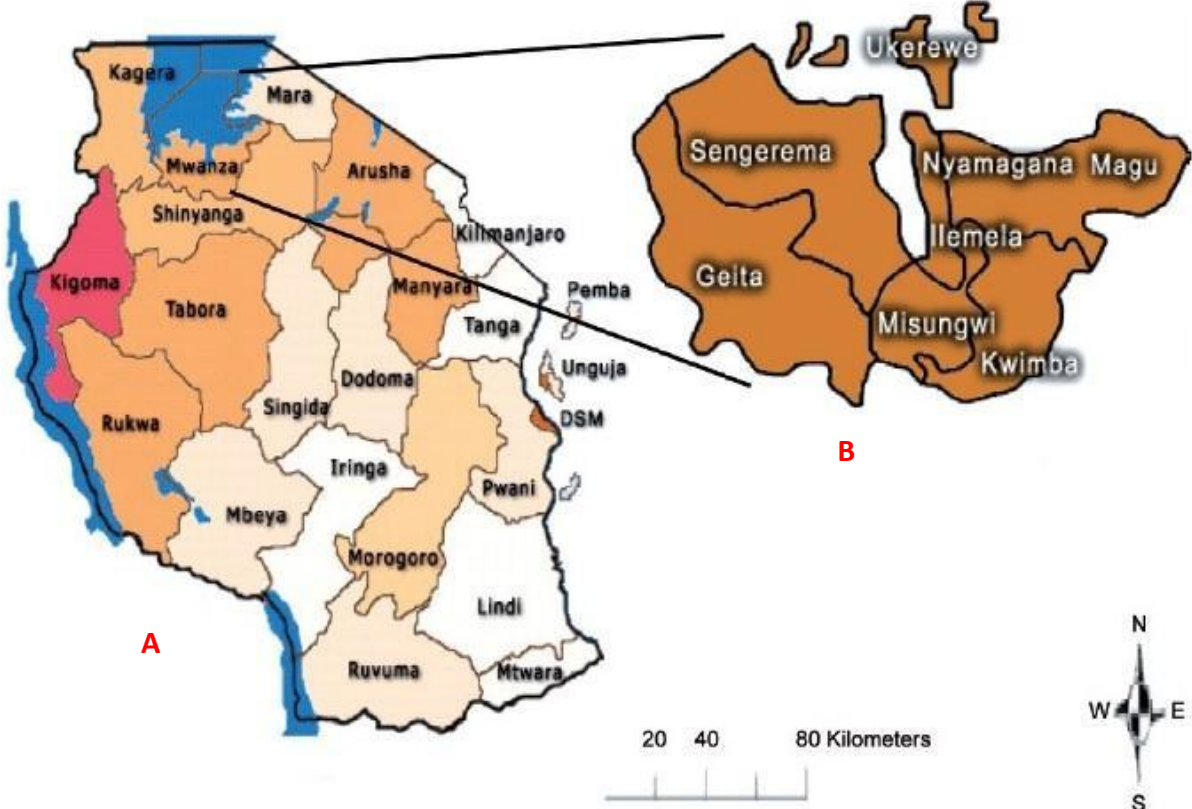 Kagera
Mara
Mwanza
Arusha
Shinyanga
Kilimanjaro
Kigoma
Manyara
Pemba
Tabora
Tanga
Unguja
Dodoma
Singida
DSM
Rukwa
Iringa
Pwani
Mbeya
Morogoro
Lindi
Ruvuma
Mtwara
A
Ukerewe
Sengerema
Nyamagana
Magu
Ilemela
Geita
Misungwi
Kwimba
B
20 40 80 Kilometers
N
W E
S